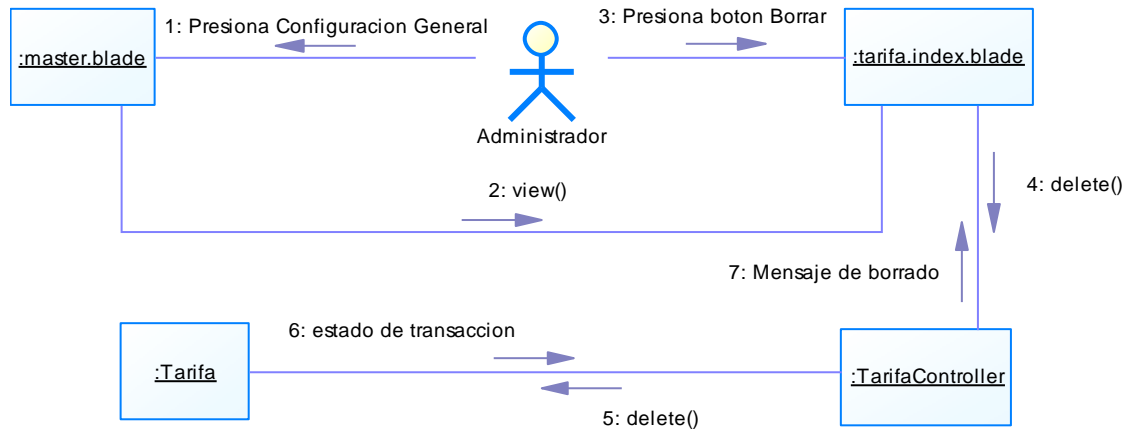 1: Presiona Configuracion General
3: Presiona boton Borrar
:master.blade
:tarifa.index.blade
Administrador
2: view()
4: delete()
7: Mensaje de borrado
6: estado de transaccion
:Tarifa
:TarifaController
5: delete()